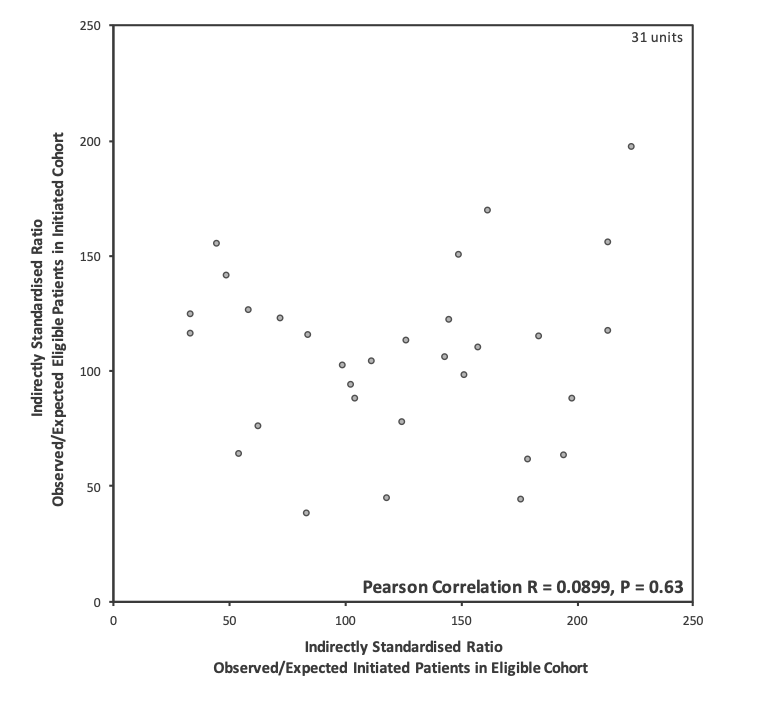 250
31 units
200
150
100
50
0
Indirectly Standardised Ratio
Observed/Expected Eligible Patients in Initiated Cohort
Pearson Correlation R = 0.0899, P = 0.63
0 50 100 150 200 250
Indirectly Standardised Ratio
Observed/Expected Initiated Patients in Eligible Cohort